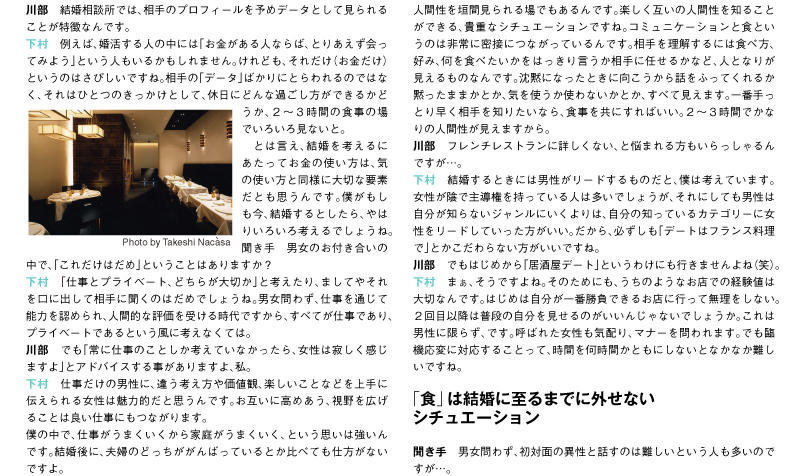 川部　結婚相談所では、相手のプロフィールを予めデータとして見られる
ことが特徴なんです。
下村　例えば、婚活する人の中には「お金がある人ならば、とりあえず会っ
てみよう」という人もいるかもしれません。けれども、それだけ（お金だけ）
というのはさびしいですね。相手の「データ」ばかりにとらわれるのではな
く、それはひとつのきっかけとして、休日にどんな過ごし方ができるかど
うか、２〜３時間の食事の場
でいろいろ見ないと。
　とは言え、結婚を考えるに
あたってお金の使い方は、気
の使い方と同様に大切な要素
だとも思うんです。僕がもし
も今、結婚するとしたら、やは
りいろいろ考えるでしょうね。
Photo by Takeshi Nacàsa
聞き手　男女のお付き合いの
中で、「これだけはだめ」ということはありますか？
下村　「仕事とプライベート、どちらが大切か」と考えたり、ましてやそれ
を口に出して相手に聞くのはだめでしょうね。男女問わず、仕事を通じて
能力を認められ、人間的な評価を受ける時代ですから、すべてが仕事であり、
プライベートであるという風に考えなくては。
川部　でも「常に仕事のことしか考えていなかったら、女性は寂しく感じ
ますよ」とアドバイスする事がありますよ、私。
下村　仕事だけの男性に、違う考え方や価値観、楽しいことなどを上手に
伝えられる女性は魅力的だと思うんです。お互いに高めあう、視野を広げ
ることは良い仕事にもつながります。
僕の中で、仕事がうまくいくから家庭がうまくいく、という思いは強いん
です。結婚後に、夫婦のどっちががんばっているとか比べても仕方がない
ですよ。
人間性を垣間見られる場でもあるんです。楽しく互いの人間性を知ること
ができる、貴重なシチュエーションですね。コミュニケーションと食とい
うのは非常に密接につながっているんです。相手を理解するには食べ方、
好み、何を食べたいかをはっきり言うか相手に任せるかなど、人となりが
見えるものなんです。沈黙になったときに向こうから話をふってくれるか
黙ったままかとか、気を使うか使わないかとか、すべて見えます。一番手っ
とり早く相手を知りたいなら、食事を共にすればいい。２〜３時間でかな
りの人間性が見えますから。
川部　フレンチレストランに詳しくない、と悩まれる方もいらっしゃるん
ですが…。
下村　結婚するときには男性がリードするものだと、僕は考えています。
女性が陰で主導権を持っている人は多いでしょうが、それにしても男性は
自分が知らないジャンルにいくよりは、自分の知っているカテゴリーに女
性をリードしていった方がいい。だから、必ずしも「デートはフランス料理
で」とかこだわらない方がいいですね。
川部　でもはじめから「居酒屋デート」というわけにも行きませんよね（笑）。
下村　まぁ、そうですよね。そのためにも、うちのようなお店での経験値は
大切なんです。はじめは自分が一番勝負できるお店に行って無理をしない。
２回目以降は普段の自分を見せるのがいいんじゃないでしょうか。これは
男性に限らず、です。呼ばれた女性も気配り、マナーを問われます。でも臨
機応変に対応することって、時間を何時間かともにしないとなかなか難し
いですね。
「食」は結婚に至るまでに外せない
シチュエーション
聞き手　男女問わず、初対面の異性と話すのは難しいという人も多いので
すが…。